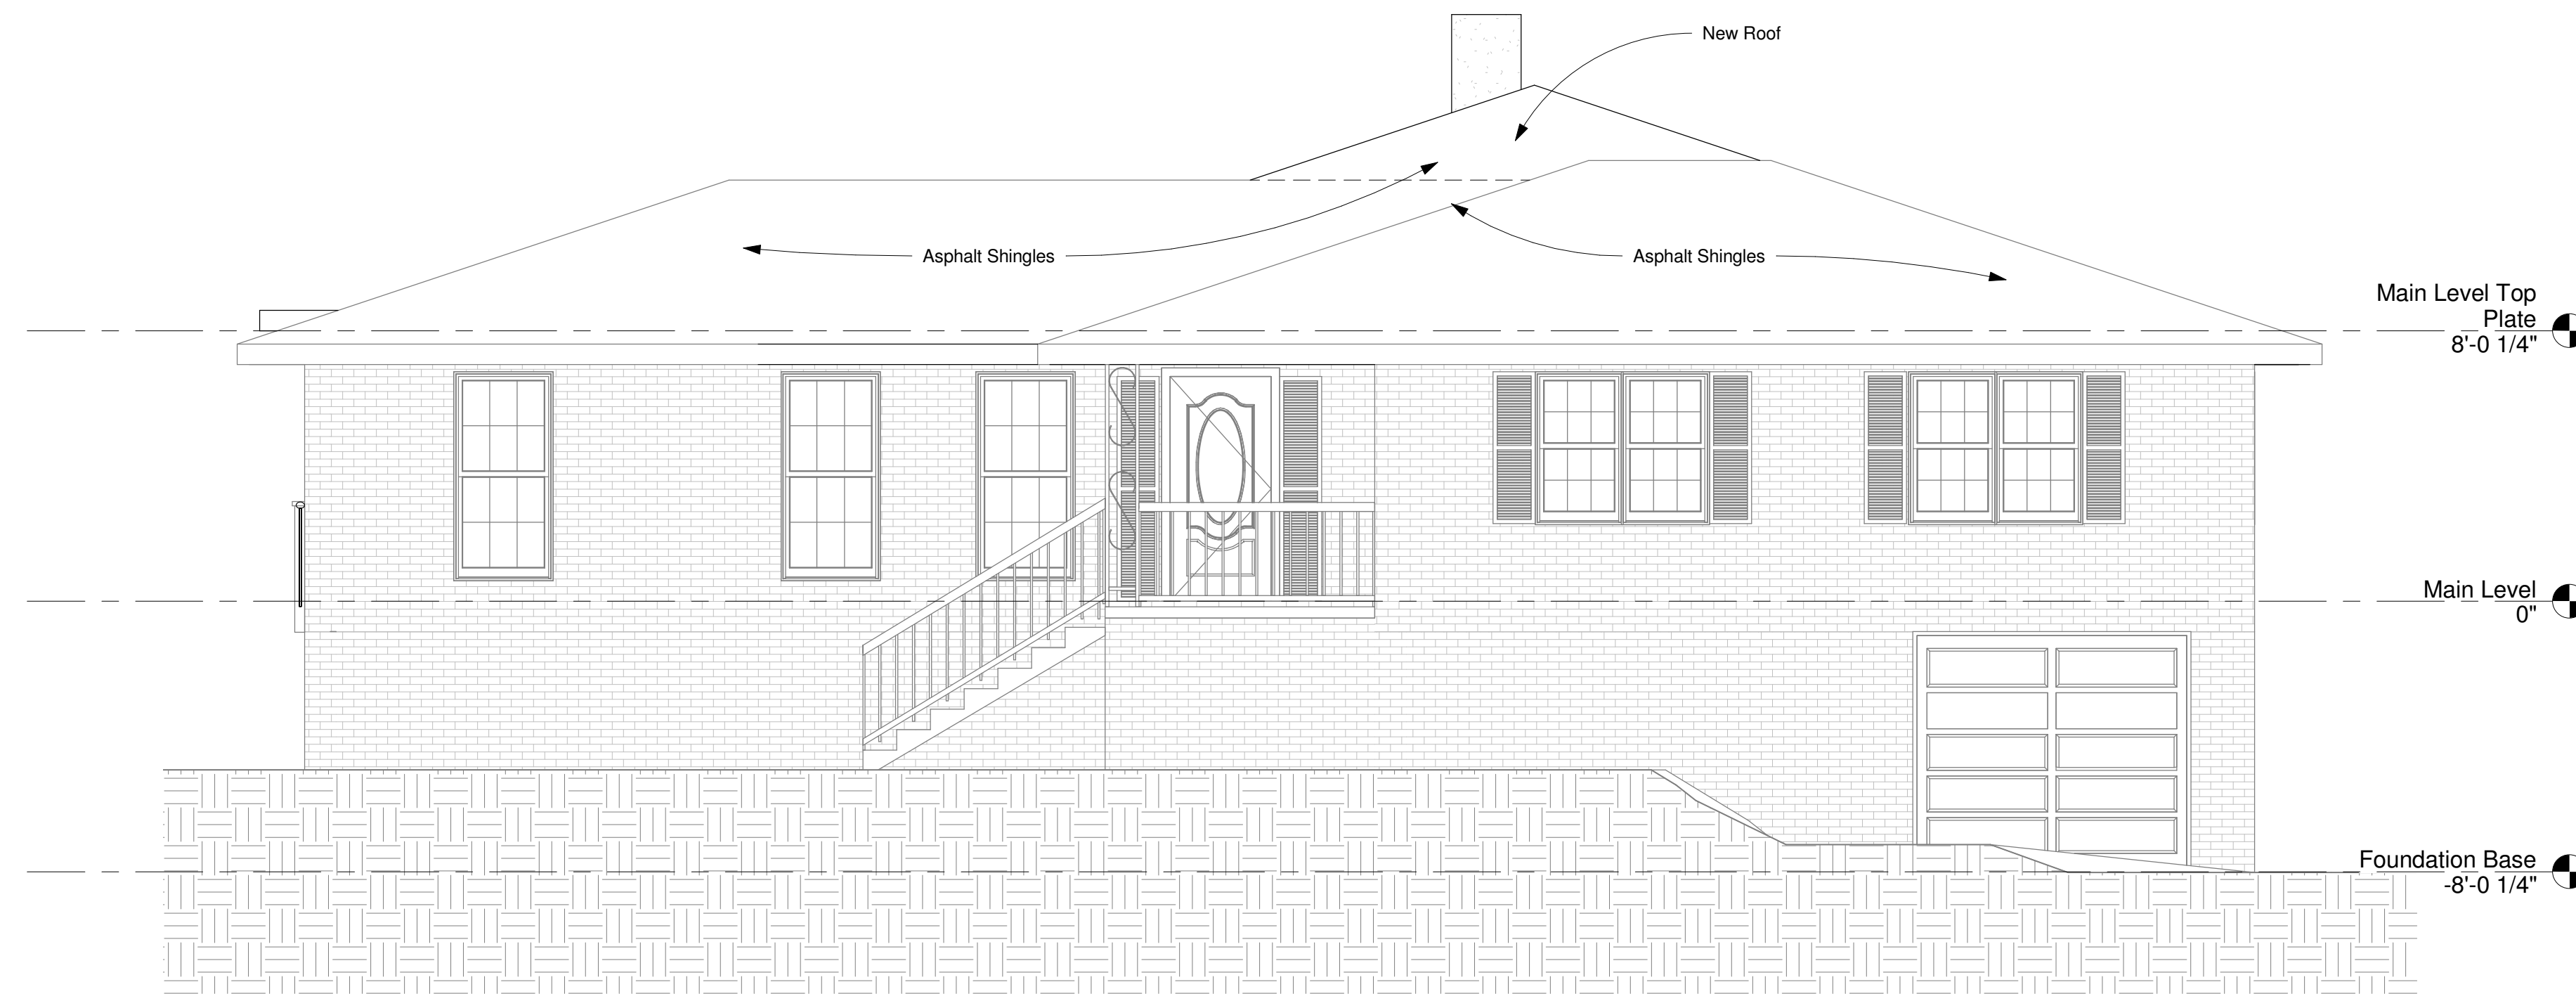 New Roof
Asphalt Shingles
Asphalt Shingles
Main Level Top
Plate
8'-0 1/4"
Main Level
0"
Foundation Base
-8'-0 1/4"